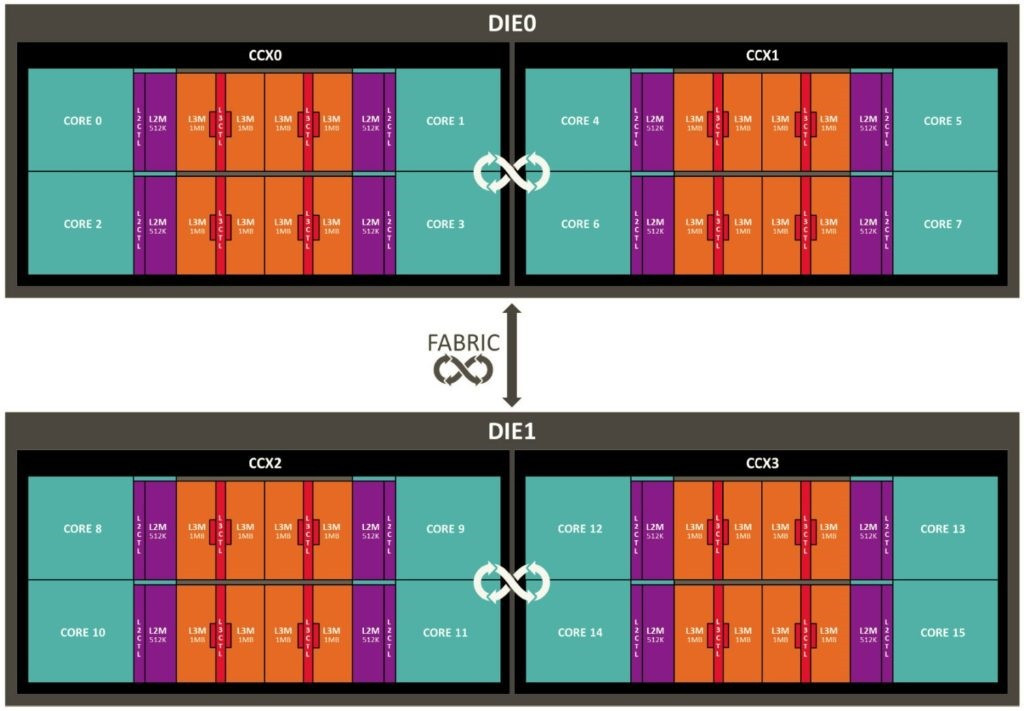 DIE0
CCX0 CCX1
CORE 0 L2CTL L2M 512K L3M 1MB L3CTL L3M 1MB L3M 1MB L3CTL L3M 1MB L2M 512K L2CTL CORE 1 CORE 4 L2CTL L2M 512K L3M 1MB L3CTL L3M 1MB L3M 1MB L3CTL L3M 1MB L2M 512K L2CTL CORE 5
CORE 2 L2CTL L2M 512K L3M 1MB L3CTL L3M 1MB L3M 1MB L3CTL L3M 1MB L2M 512K L2CTL CORE 3 CORE 6 L2CTL L2M 512K L3M 1MB L3CTL L3M 1MB L3M 1MB L3CTL L3M 1MB L2M 512K L2CTL CORE 7
FABRIC
DIE1
CCX2 CCX3
CORE 8 L2CTL L2M 512K L3M 1MB L3CTL L3M 1MB L3M 1MB L3CTL L3M 1MB L2M 512K L2CTL CORE 9 CORE 12 L2CTL L2M 512K L3M 1MB L3CTL L3M 1MB L3M 1MB L3CTL L3M 1MB L2M 512K L2CTL CORE 13
CORE 10 L2CTL L2M 512K L3M 1MB L3CTL L3M 1MB L3M 1MB L3CTL L3M 1MB L2M 512K L2CTL CORE 11 CORE 14 L2CTL L2M 512K L3M 1MB L3CTL L3M 1MB L3M 1MB L3CTL L3M 1MB L2M 512K L2CTL CORE 15